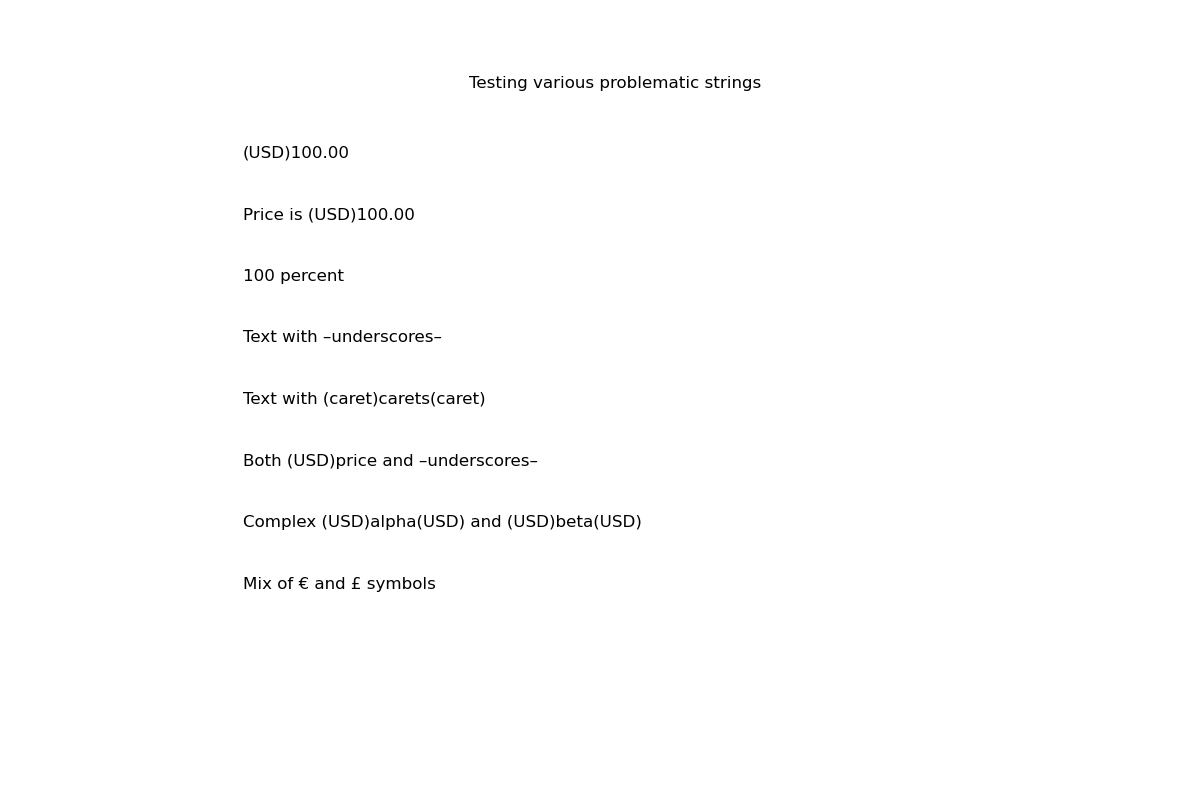 Testing various problematic strings
(USD)100.00
Price is (USD)100.00
100 percent
Text with –underscores–
Text with (caret)carets(caret)
Both (USD)price and –underscores–
Complex (USD)alpha(USD) and (USD)beta(USD)
Mix of € and £ symbols